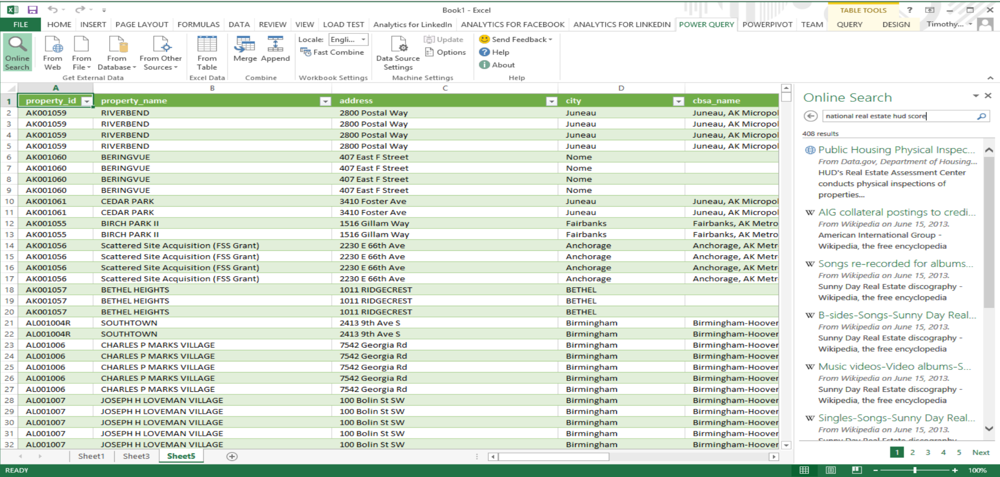 Book1 - Excel
TABLE TOOLS
?
FILE HOME INSERT PAGE LAYOUT FORMULAS DATA REVIEW VIEW LOAD TEST Analytics for LinkedIn ANALYTICS FOR FACEBOOK ANALYTICS FOR LINKEDIN POWER QUERY POWERPIVOT TEAM QUERY DESIGN Timothy...
Online Search
From Web
From File
From Database
From Other Sources
From Table
Merge
Append
Locale: Engli...
Fast Combine
Data Source Settings
Update
Options
Send Feedback
? Help
i About
Get External Data Excel Data Combine Workbook Settings Machine Settings Help
A B C D
1 property_id property_name address city cbsa_name
2 AK001059 RIVERBEND 2800 Postal Way Juneau Juneau, AK Micropol
3 AK001059 RIVERBEND 2800 Postal Way Juneau Juneau, AK Micropol
4 AK001059 RIVERBEND 2800 Postal Way Juneau Juneau, AK Micropol
5 AK001059 RIVERBEND 2800 Postal Way Juneau Juneau, AK Micropol
6 AK001060 BERINGVUE 407 East F Street Nome
7 AK001060 BERINGVUE 407 East F Street Nome
8 AK001060 BERINGVUE 407 East F Street Nome
9 AK001060 BERINGVUE 407 East F Street Nome
10 AK001061 CEDAR PARK 3410 Foster Ave Juneau Juneau, AK Micropol
11 AK001061 CEDAR PARK 3410 Foster Ave Juneau Juneau, AK Micropol
12 AK001055 BIRCH PARK II 1516 Gillam Way Fairbanks Fairbanks, AK Metro
13 AK001055 BIRCH PARK II 1516 Gillam Way Fairbanks Fairbanks, AK Metro
14 AK001056 Scattered Site Acquisition (FSS Grant) 2230 E 66th Ave Anchorage Anchorage, AK Metr
15 AK001056 Scattered Site Acquisition (FSS Grant) 2230 E 66th Ave Anchorage Anchorage, AK Metr
16 AK001056 Scattered Site Acquisition (FSS Grant) 2230 E 66th Ave Anchorage Anchorage, AK Metr
17 AK001056 Scattered Site Acquisition (FSS Grant) 2230 E 66th Ave Anchorage Anchorage, AK Metr
18 AK001057 BETHEL HEIGHTS 1011 RIDGECREST BETHEL
19 AK001057 BETHEL HEIGHTS 1011 RIDGECREST BETHEL
20 AK001057 BETHEL HEIGHTS 1011 RIDGECREST BETHEL
21 AL001004R SOUTHTOWN 2413 9th Ave S Birmingham Birmingham-Hoover
22 AL001004R SOUTHTOWN 2413 9th Ave S Birmingham Birmingham-Hoover
23 AL001006 CHARLES P MARKS VILLAGE 7542 Georgia Rd Birmingham Birmingham-Hoover
24 AL001006 CHARLES P MARKS VILLAGE 7542 Georgia Rd Birmingham Birmingham-Hoover
25 AL001006 CHARLES P MARKS VILLAGE 7542 Georgia Rd Birmingham Birmingham-Hoover
26 AL001006 CHARLES P MARKS VILLAGE 7542 Georgia Rd Birmingham Birmingham-Hoover
27 AL001006 CHARLES P MARKS VILLAGE 7542 Georgia Rd Birmingham Birmingham-Hoover
28 AL001007 JOSEPH H LOVEMAN VILLAGE 100 Bolin St SW Birmingham Birmingham-Hoover
29 AL001007 JOSEPH H LOVEMAN VILLAGE 100 Bolin St SW Birmingham Birmingham-Hoover
30 AL001007 JOSEPH H LOVEMAN VILLAGE 100 Bolin St SW Birmingham Birmingham-Hoover
31 AL001007 JOSEPH H LOVEMAN VILLAGE 100 Bolin St SW Birmingham Birmingham-Hoover
32 AL001007 JOSEPH H LOVEMAN VILLAGE 100 Bolin St SW Birmingham Birmingham-Hoover
Online Search
national real estate hud score
408 results
Public Housing Physical Inspec...
From Data.gov, Department of Housing...
HUD's Real Estate Assessment Center
conducts physical inspections of
properties...
W AIG collateral postings to credi...
From Wikipedia on June 15, 2013.
American International Group -
Wikipedia, the free encyclopedia
W Songs re-recorded for albums...
From Wikipedia on June 15, 2013.
Sunny Day Real Estate discography -
Wikipedia, the free encyclopedia
W B-sides-Songs-Sunny Day Real...
From Wikipedia on June 15, 2013.
Sunny Day Real Estate discography -
Wikipedia, the free encyclopedia
W Music videos-Video albums-S...
From Wikipedia on June 15, 2013.
Sunny Day Real Estate discography -
Wikipedia, the free encyclopedia
W Singles-Songs-Sunny Day Real...
From Wikipedia on June 15, 2013.
Sunny Day Real Estate discography
1 2 3 4 5 Next
Sheet1 Sheet3 Sheet5
READY
100%